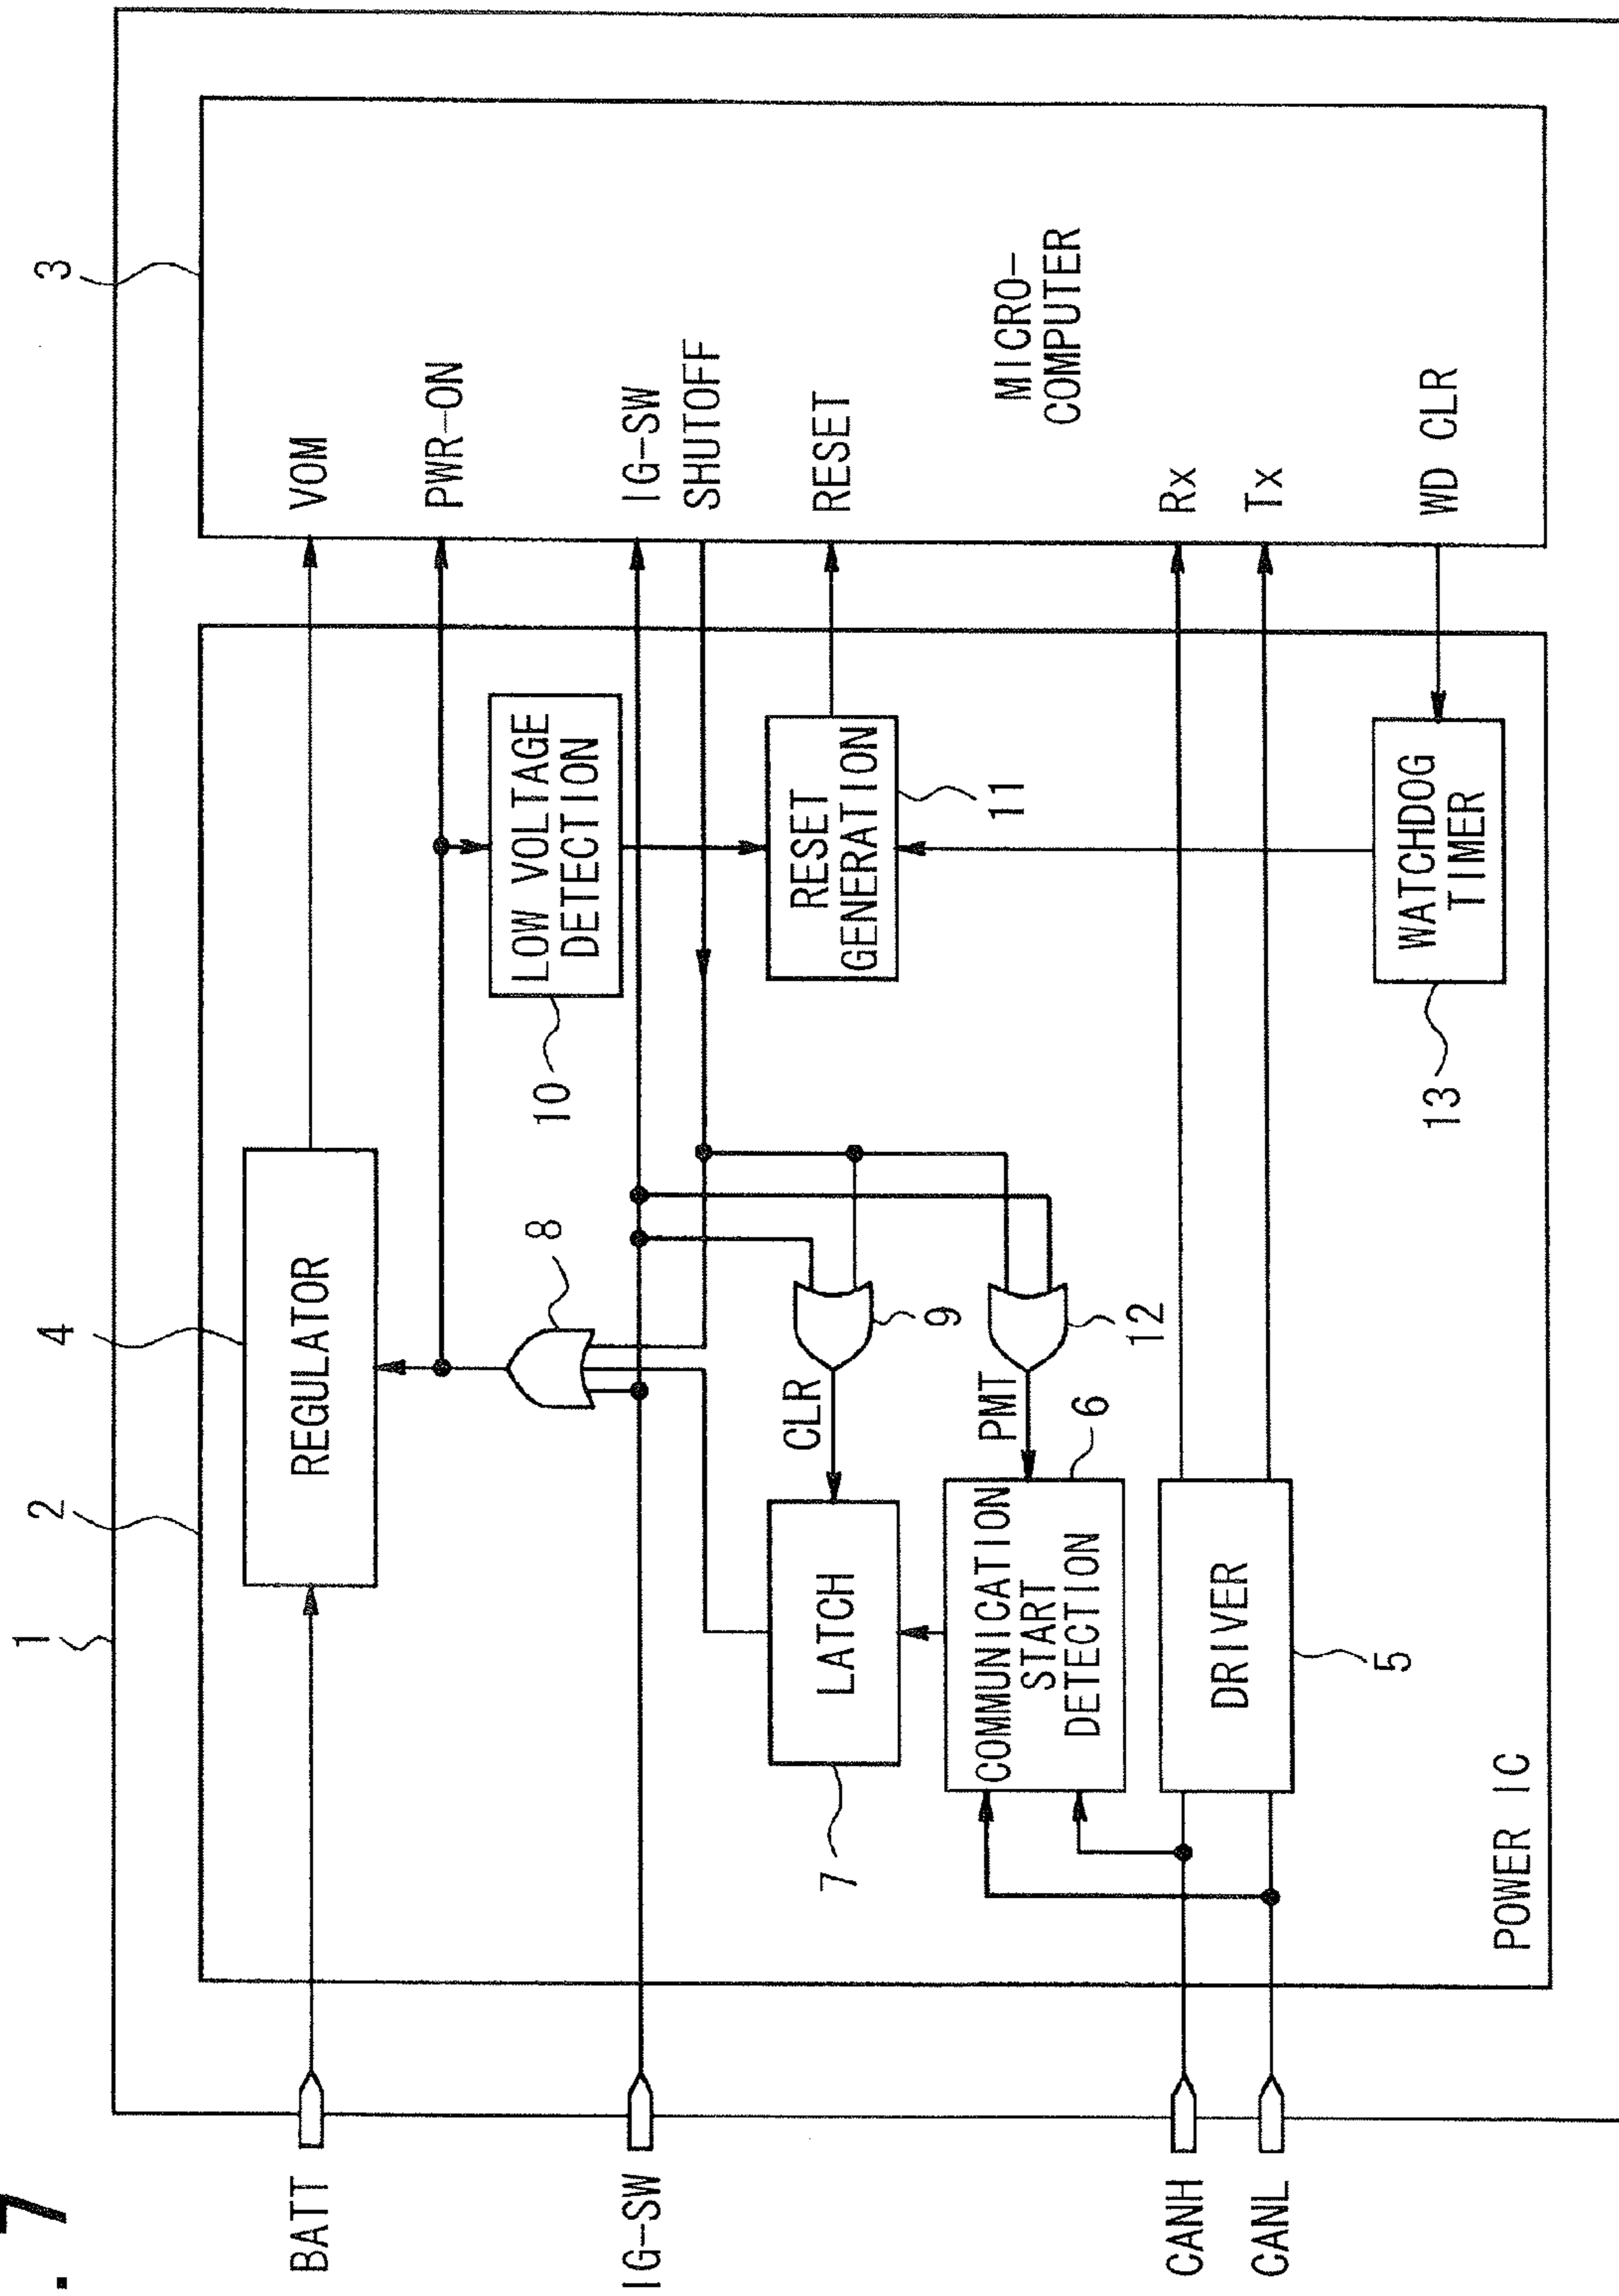 . 7
1
2
4
3
BATT
REGULATOR
VOM
8
PWR-ON
10
LOW VOLTAGE
DETECTION
IG-SW
IG-SW
SHUTOFF
7
LATCH
CLR
9
RESET
GENERATION
11
RESET
COMMUNICATION
START
DETECTION
6
PMT
12
MICRO-
COMPUTER
CANH
CANL
DRIVER
5
Rx
Tx
13
WATCHDOG
TIMER
WD CLR
POWER IC